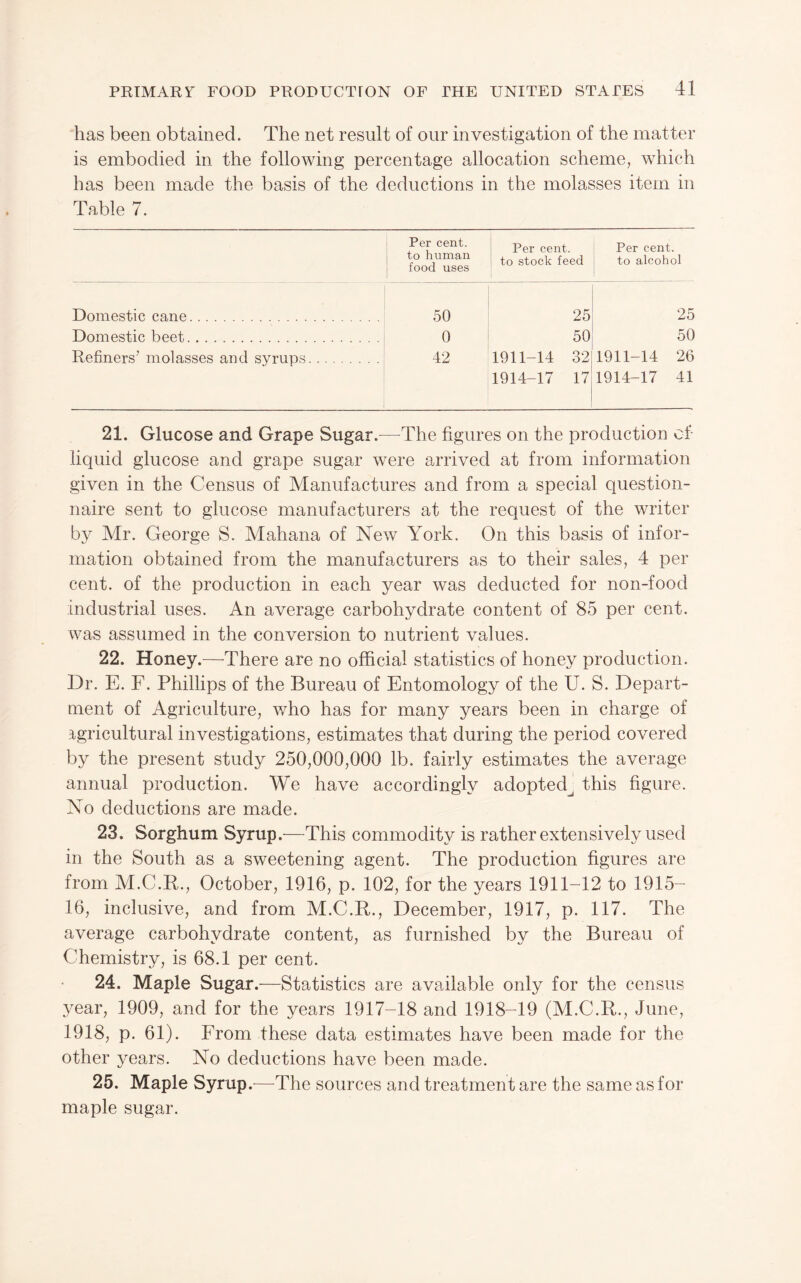 PRIMARY FOOD PRODUCTION OF THE UNITED STATES 41
has been obtained. The net result of our investigation of the matter
is embodied in the following percentage allocation scheme, which
has been made the basis of the deductions in the molasses item in
Table 7.
Per cent. to human food uses Per cent. to stock feed Per cent. to alcohol
Domestic cane...................... 50 25 25
Domestic beet...................... 0 50 50
Refiners' molasses and syrups......... 42 1911-14 32 1911-14 26
1914-17 17 1914-17 41
21. Glucose and Grape Sugar.—The figures on the production of
liquid glucose and grape sugar were arrived at from information
given in the Census of Manufactures and from a special question-
naire sent to glucose manufacturers at the request of the writer
by Mr. George S. Mahana of New York. On this basis of infor-
mation obtained from the manufacturers as to their sales, 4 per
cent. of the production in each year was deducted for non-food
industrial uses. An average carbohydrate content of 85 per cent.
was assumed in the conversion to nutrient values.
22. Honey.—There are no official statistics of honey production.
Dr. E. F. Phillips of the Bureau of Entomology of the U. S. Depart-
ment of Agriculture, who has for many years been in charge of
agricultural investigations, estimates that during the period covered
by the present study 250,000,000 lb. fairly estimates the average
annual production. We have accordingly adopted this figure.
No deductions are made.
23. Sorghum Syrup.—This commodity is rather extensively used
in the South as a sweetening agent. The production figures are
from M.C.R., October, 1916, p. 102, for the years 1911-12 to 1915-
16, inclusive, and from M.C.R., December, 1917, p. 117. The
average carbohydrate content, as furnished by the Bureau of
Chemistry, is 68.1 per cent.
24. Maple Sugar.—Statistics are available only for the census
year, 1909, and for the years 1917-18 and 1918-19 (M.C.R., June,
1918, p. 61). From these data estimates have been made for the
other years. No deductions have been made.
25. Maple Syrup.—The sources and treatment are the same as for
maple sugar.